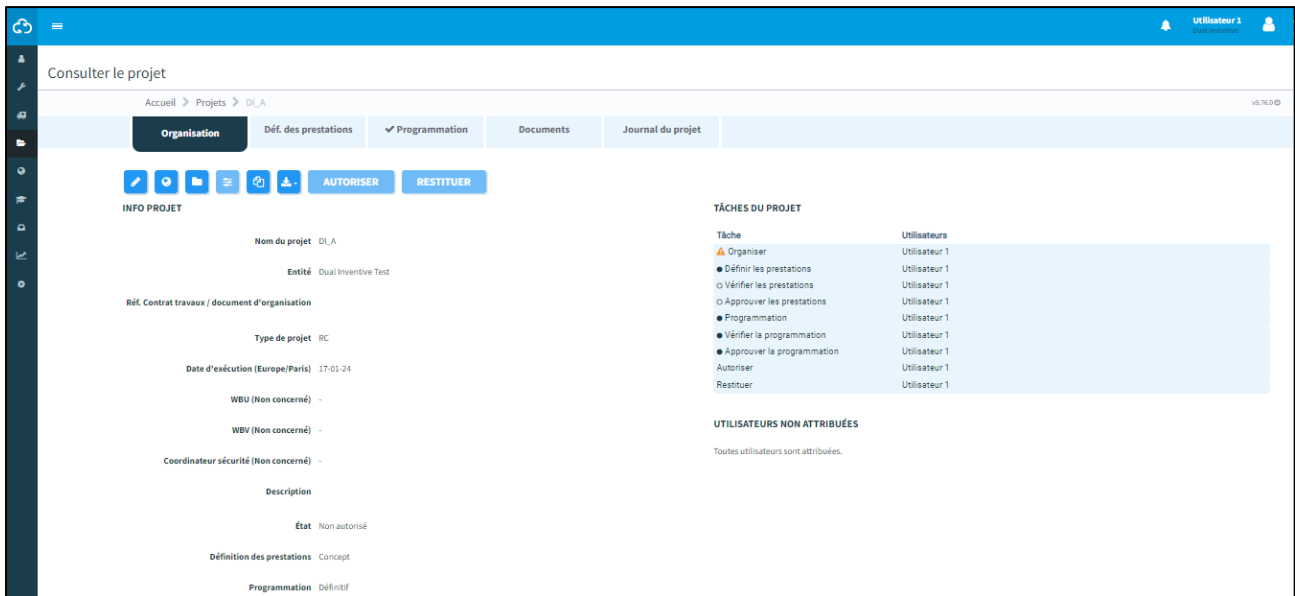 Utilisateur 1
Dual Inventive
Consulter le projet
Accueil Projets DI_A
v5.76.0
Organisation Déf. des prestations Programmation Documents Journal du projet
AUTORISER RESTITUER
INFO PROJET
Nom du projet DI_A
Entité Dual Inventive Test
Réf. Contrat travaux / document d'organisation
Type de projet RC
Date d'exécution (Europe/Paris) 17-01-24
WBU (Non concerné) -
WBV (Non concerné) -
Coordinateur sécurité (Non concerné) -
Description
État Non autorisé
Définition des prestations Concept
Programmation Définitif
TÂCHES DU PROJET
Tâche Utilisateurs
Organiser Utilisateur 1
Définir les prestations Utilisateur 1
Vérifier les prestations Utilisateur 1
Approuver les prestations Utilisateur 1
Programmation Utilisateur 1
Vérifier la programmation Utilisateur 1
Approuver la programmation Utilisateur 1
Autoriser Utilisateur 1
Restituer Utilisateur 1
UTILISATEURS NON ATTRIBUÉES
Toutes utilisateurs sont attribuées.